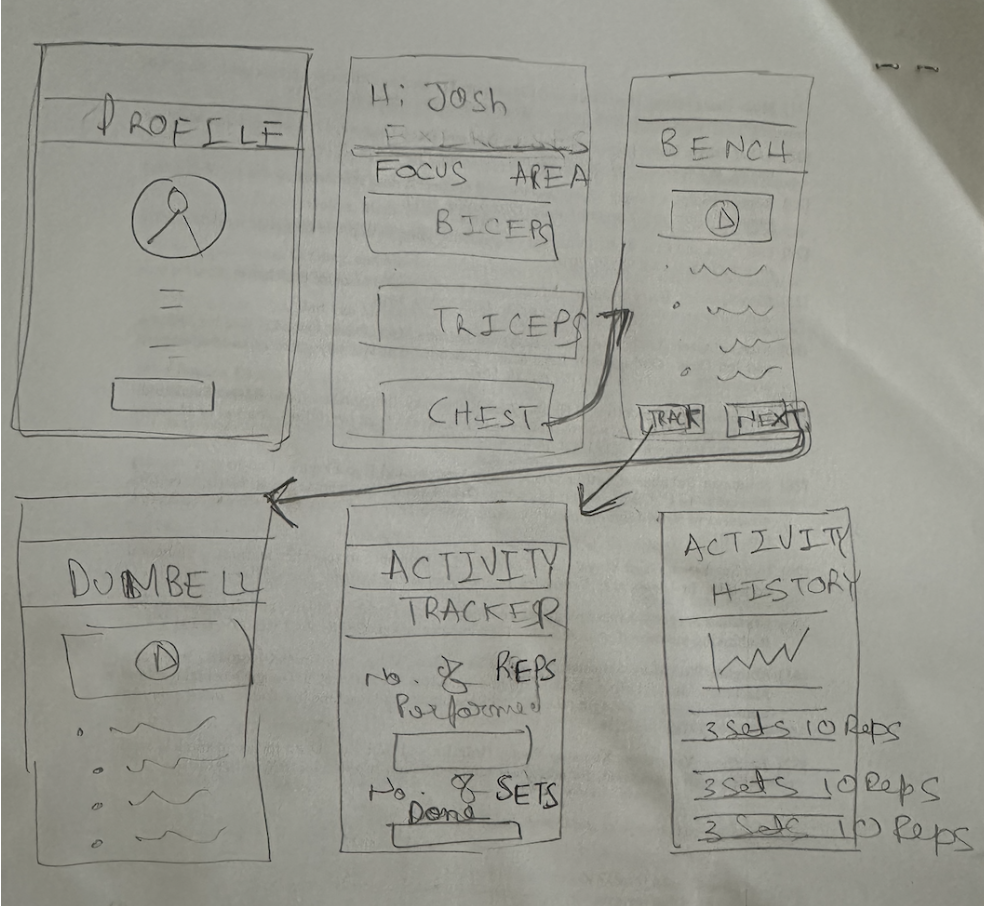 PROFILE
Hi Josh
EXERCISES
FOCUS AREA
BICEPS
TRICEPS
CHEST
BENCH
TRACK
NEXT
DUMBELL
ACTIVITY
TRACKER
No. of REPS
Performed
No. of SETS
Done
ACTIVITY
HISTORY
3 sets 10 Reps
3 sets 10 Reps
3 sets 10 Reps